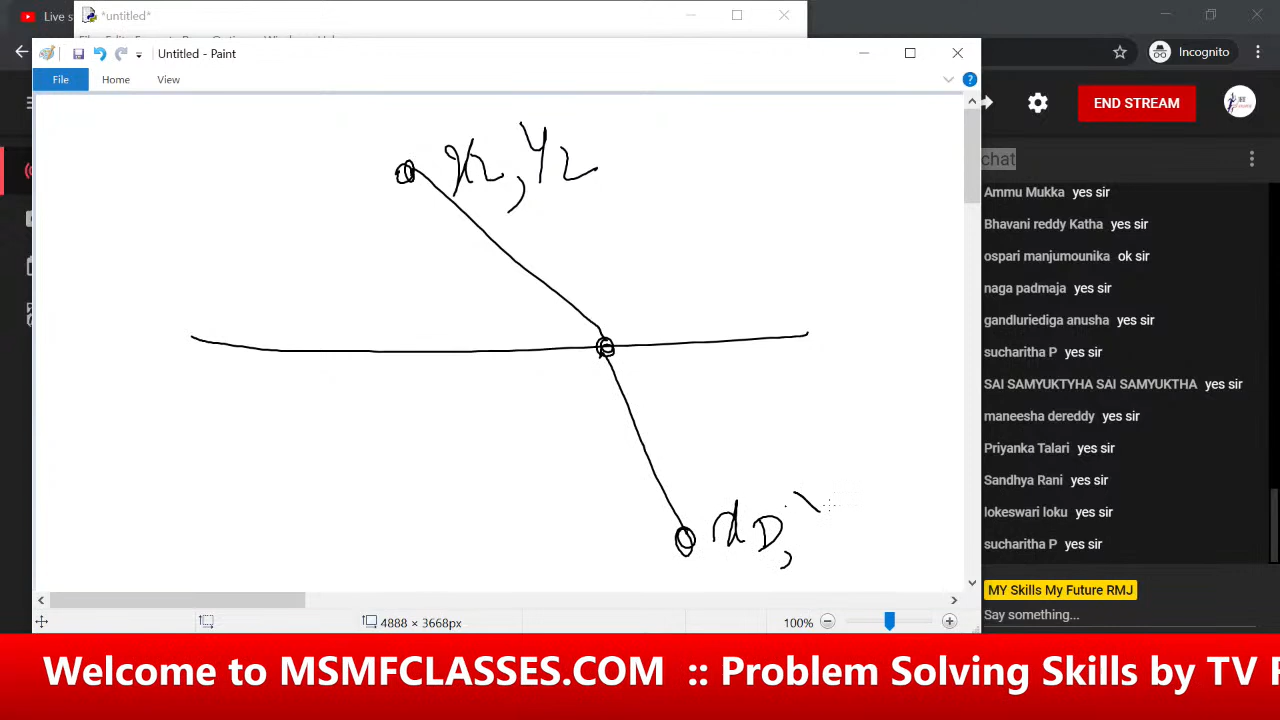 Live s
*untitled*
Untitled - Paint
Incognito
File
Home
View
END STREAM
chat
X2, Y2
Ammu Mukka yes sir
Bhavani reddy Katha yes sir
ospari manjumounika ok sir
naga padmaja yes sir
gandluriediga anusha yes sir
sucharitha P yes sir
SAI SAMYUKTYHA SAI SAMYUKTHA yes sir
maneesha dereddy yes sir
Priyanka Talari yes sir
Sandhya Rani yes sir
lokeswari loku yes sir
sucharitha P yes sir
MY Skills My Future RMJ
Say something...
4888 × 3668px
100%
Welcome to MSMFCLASSES.COM :: Problem Solving Skills by TV